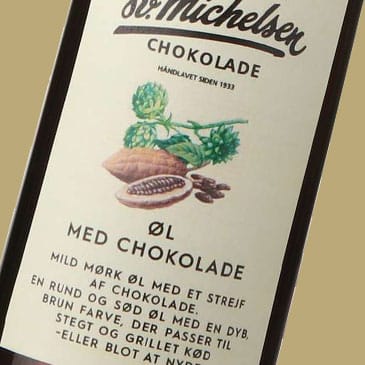 Sv. Michelsen
CHOKOLADE
HÅNDLAVET SIDEN 1933
ØL
MED CHOKOLADE
MILD MØRK ØL MED ET STREJF
AF CHOKOLADE.
EN RUND OG SØD ØL MED EN DYB,
BRUN FARVE, DER PASSER TIL
STEGT OG GRILLET KØD
-ELLER BLOT AT NYDE